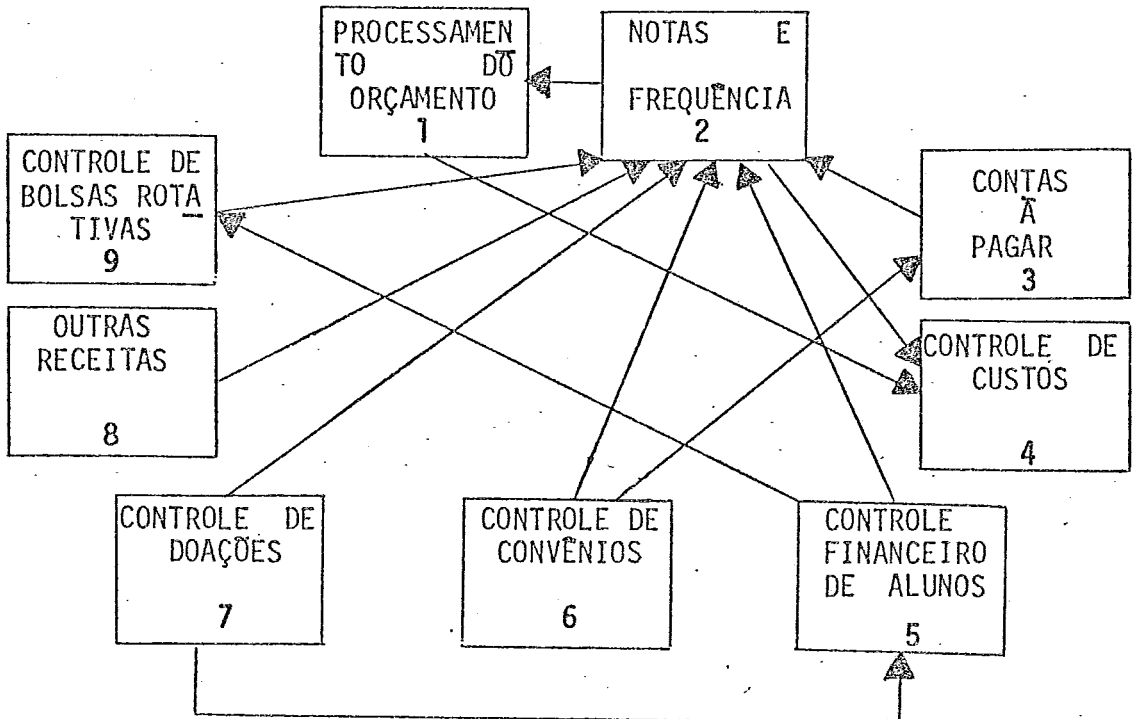 PROCESSAMEN
TO DO
ORÇAMENTO
1
NOTAS E
FREQUÊNCIA
2
CONTROLE DE
BOLSAS ROTA
TIVAS
9
CONTAS
A
PAGAR
3
OUTRAS
RECEITAS
8
CONTROLE DE
CUSTOS
4
CONTROLE DE
DOAÇÕES
7
CONTROLE DE
CONVÊNIOS
6
CONTROLE
FINANCEIRO
DE ALUNOS
5